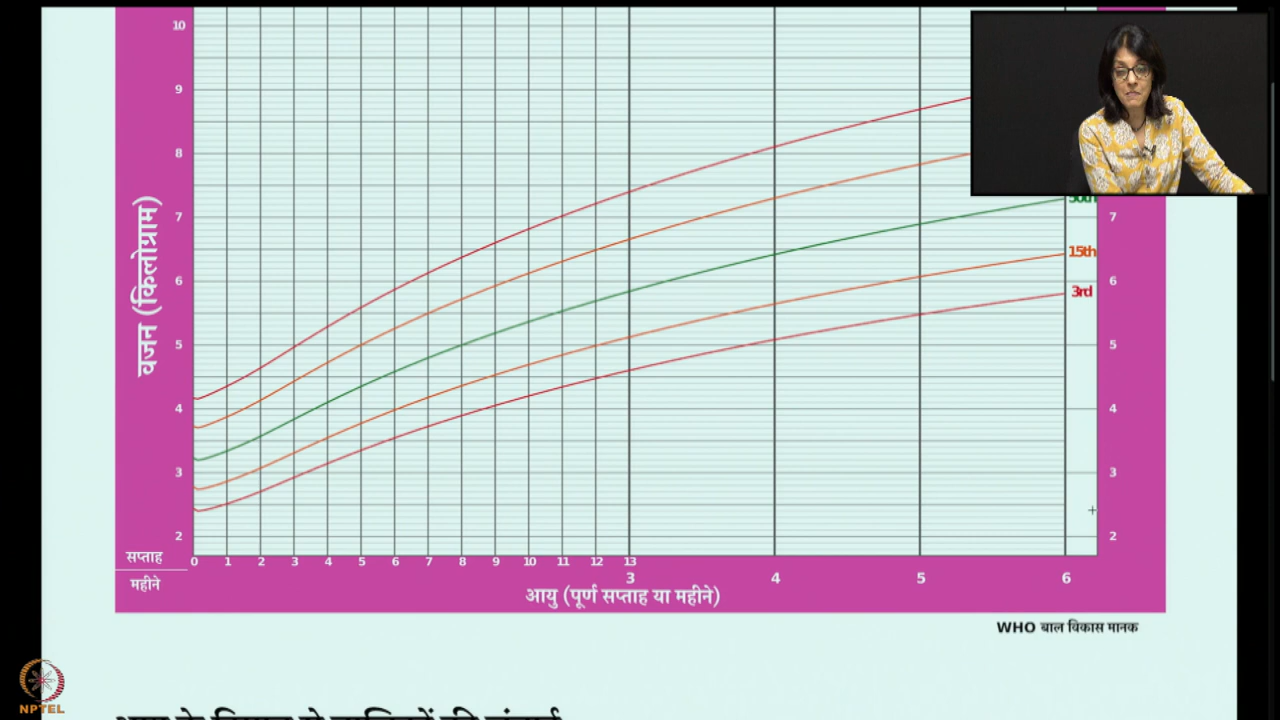 10
9
8
7
6
5
4
3
2
वजन (किलोग्राम)
50th
15th
3rd
7
6
5
4
3
2
सप्ताह
0 1 2 3 4 5 6 7 8 9 10 11 12 13
महीने
3 4 5 6
आयु (पूर्ण सप्ताह या महीने)
WHO बाल विकास मानक
NPTEL